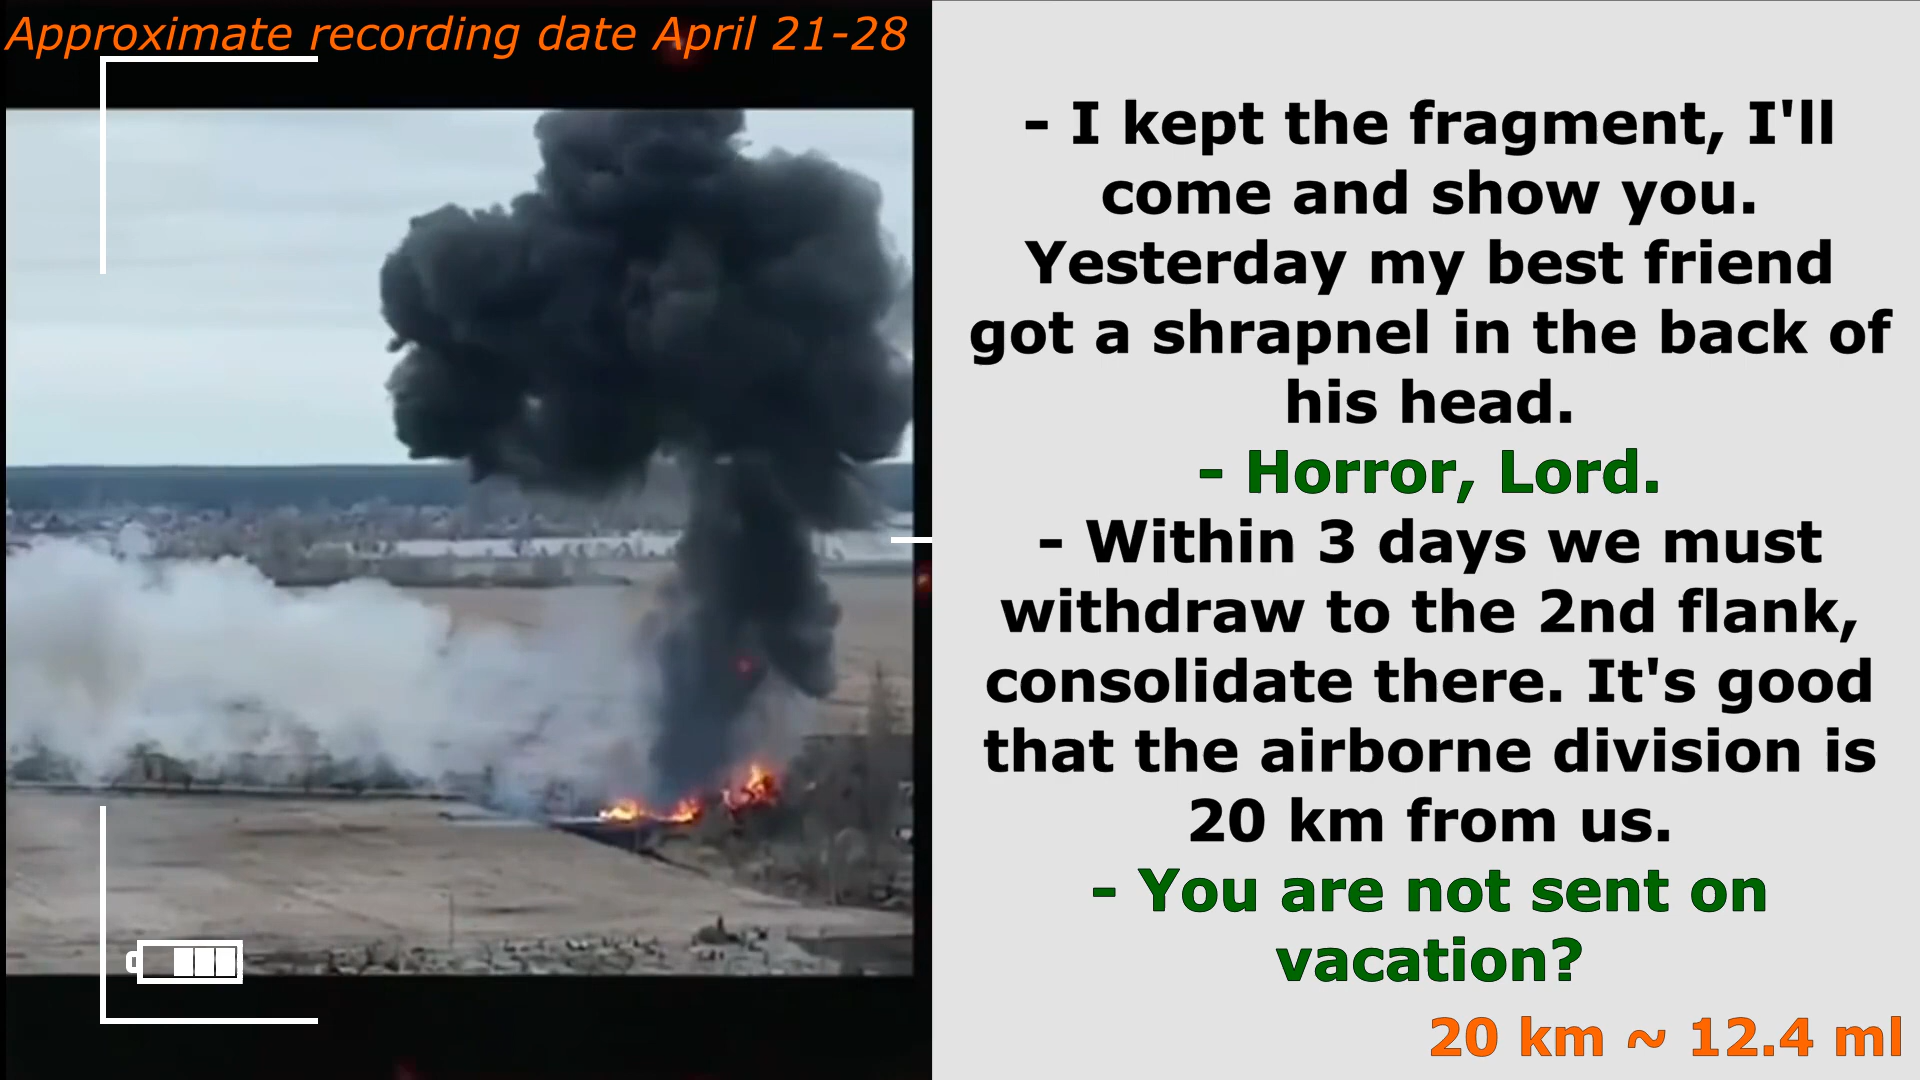 Approximate recording date April 21-28
- I kept the fragment, I'll
come and show you.
Yesterday my best friend
got a shrapnel in the back of
his head.
- Horror, Lord.
- Within 3 days we must
withdraw to the 2nd flank,
consolidate there. It's good
that the airborne division is
20 km from us.
- You are not sent on
vacation?
20 km ~ 12.4 ml